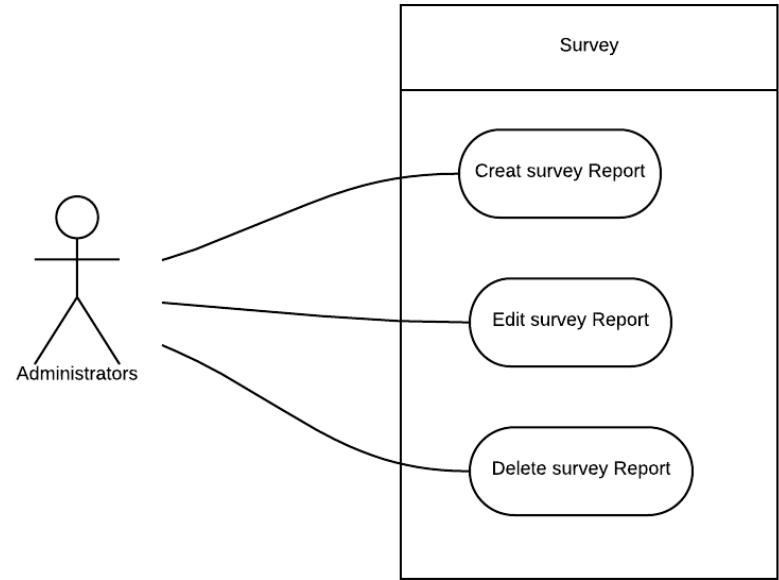 Survey
Creat survey Report
Edit survey Report
Administrators
Delete survey Report